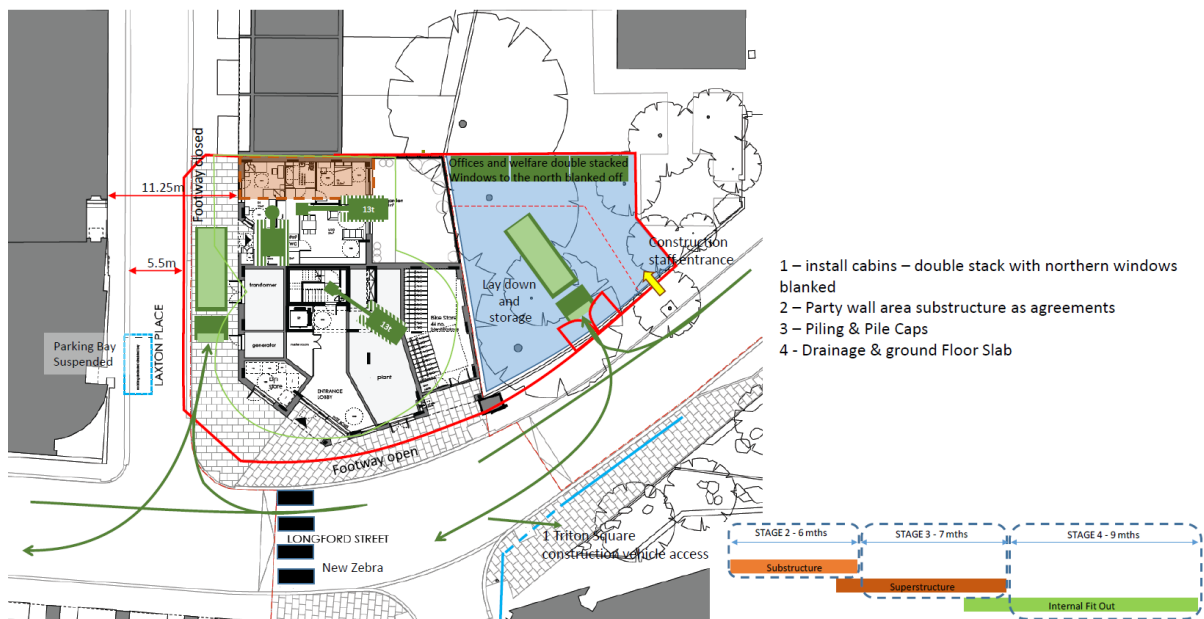 Footway closed
11.25m
5.5m
LAXTON PLACE
Parking Bay
Suspended
Offices and welfare double stacked
Windows to the north blanked off
13t
Construction
staff entrance
Lay down
and
storage
transformer
generator
13t
plant
ENTRANCE
LOBBY
Footway open
LONGFORD STREET
New Zebra
1 Triton Square
construction vehicle access
1 – install cabins – double stack with northern windows
blanked
2 – Party wall area substructure as agreements
3 – Piling & Pile Caps
4 - Drainage & ground Floor Slab
STAGE 2 - 6 mths
STAGE 3 - 7 mths
STAGE 4 - 9 mths
Substructure
Superstructure
Internal Fit Out